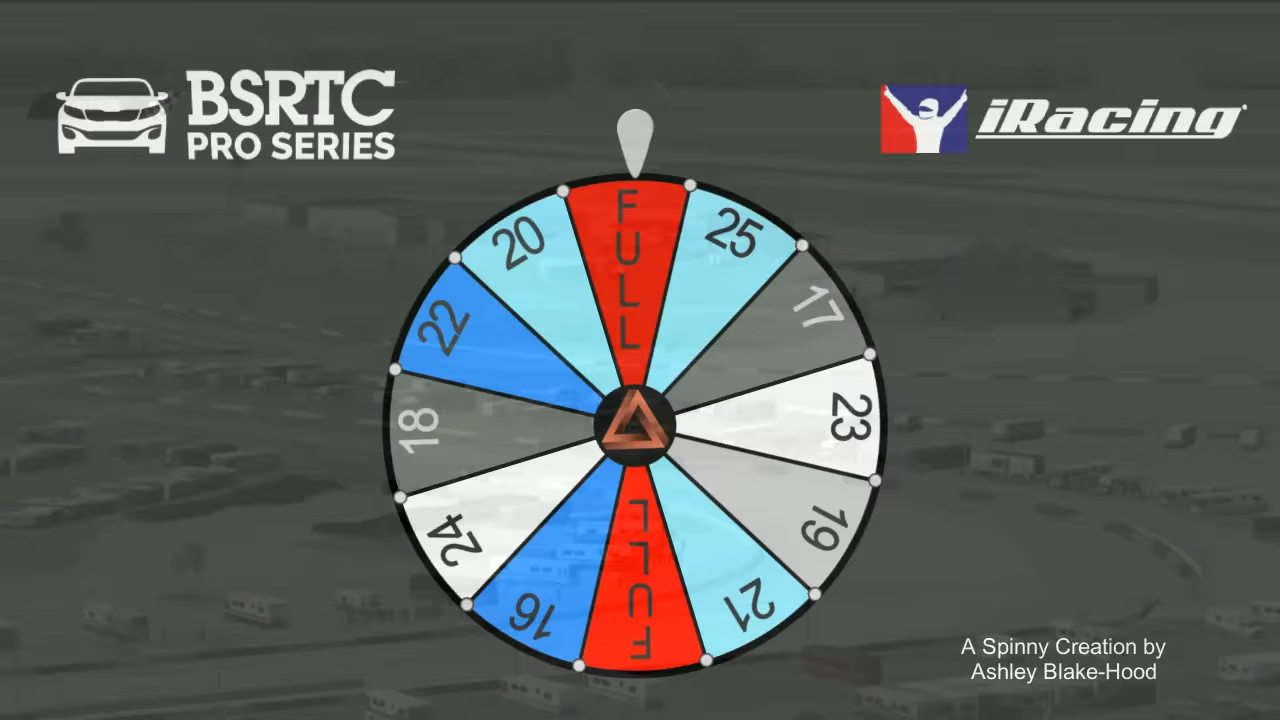 BSRTC
PRO SERIES
iRacing
FULL
25
17
23
19
21
FULL
16
24
18
22
20
A Spinny Creation by
Ashley Blake-Hood